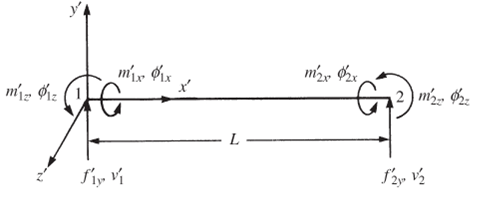 y′
m′1x, ϕ′1x
m′2x, ϕ′2x
m′1z, ϕ′1z
1
x′
2
m′2z, ϕ′2z
L
z′
f′1y, v′1
f′2y, v′2